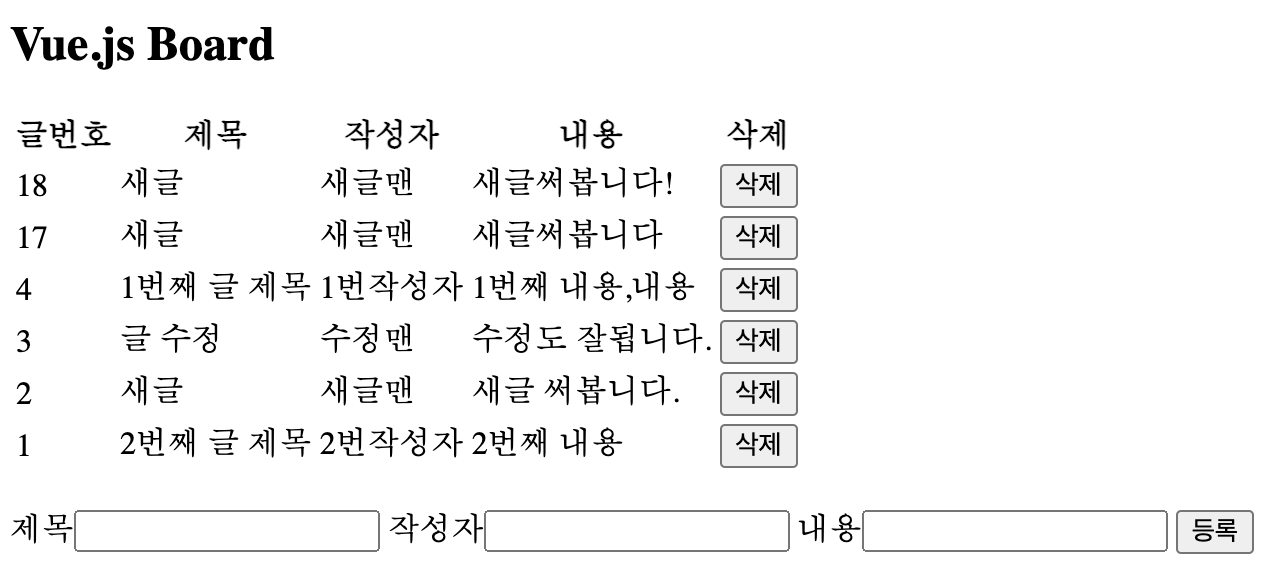 Vue.js Board
글번호 제목 작성자 내용 삭제
18 새글 새글맨 새글써봅니다! 삭제
17 새글 새글맨 새글써봅니다 삭제
4 1번째 글 제목 1번작성자 1번째 내용,내용 삭제
3 글 수정 수정맨 수정도 잘됩니다. 삭제
2 새글 새글맨 새글 써봅니다. 삭제
1 2번째 글 제목 2번작성자 2번째 내용 삭제
제목 작성자 내용 등록